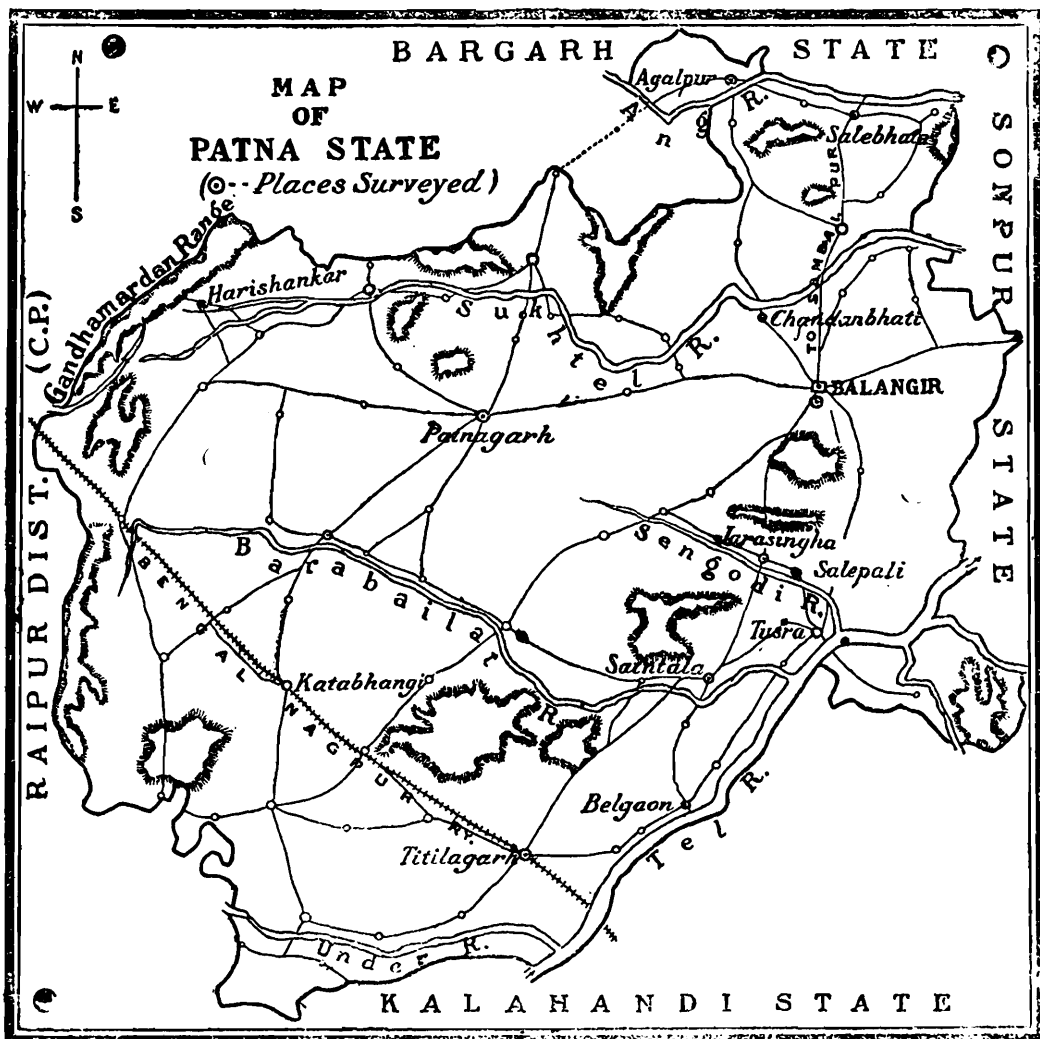 BARGARH STATE
N
W E
S
MAP
OF
PATNA STATE
(⊙-- Places Surveyed)
Agalpur
Ang R.
Salebhata
SONPUR STATE
Gandhamardan Range
Harishankar
(C.P.)
RAIPUR DIST.
Sukhtel R.
TO SAMBALPUR
Chandanbhati
BALANGIR
Patnagarh
Barabailat R.
Sengodi R.
Jarasingha
Salepali
Tusra
Saintala
BENGAL NAGPUR RY.
Katabhangi
Belgaon
Tel R.
Titilagarh
Under R.
KALAHANDI STATE